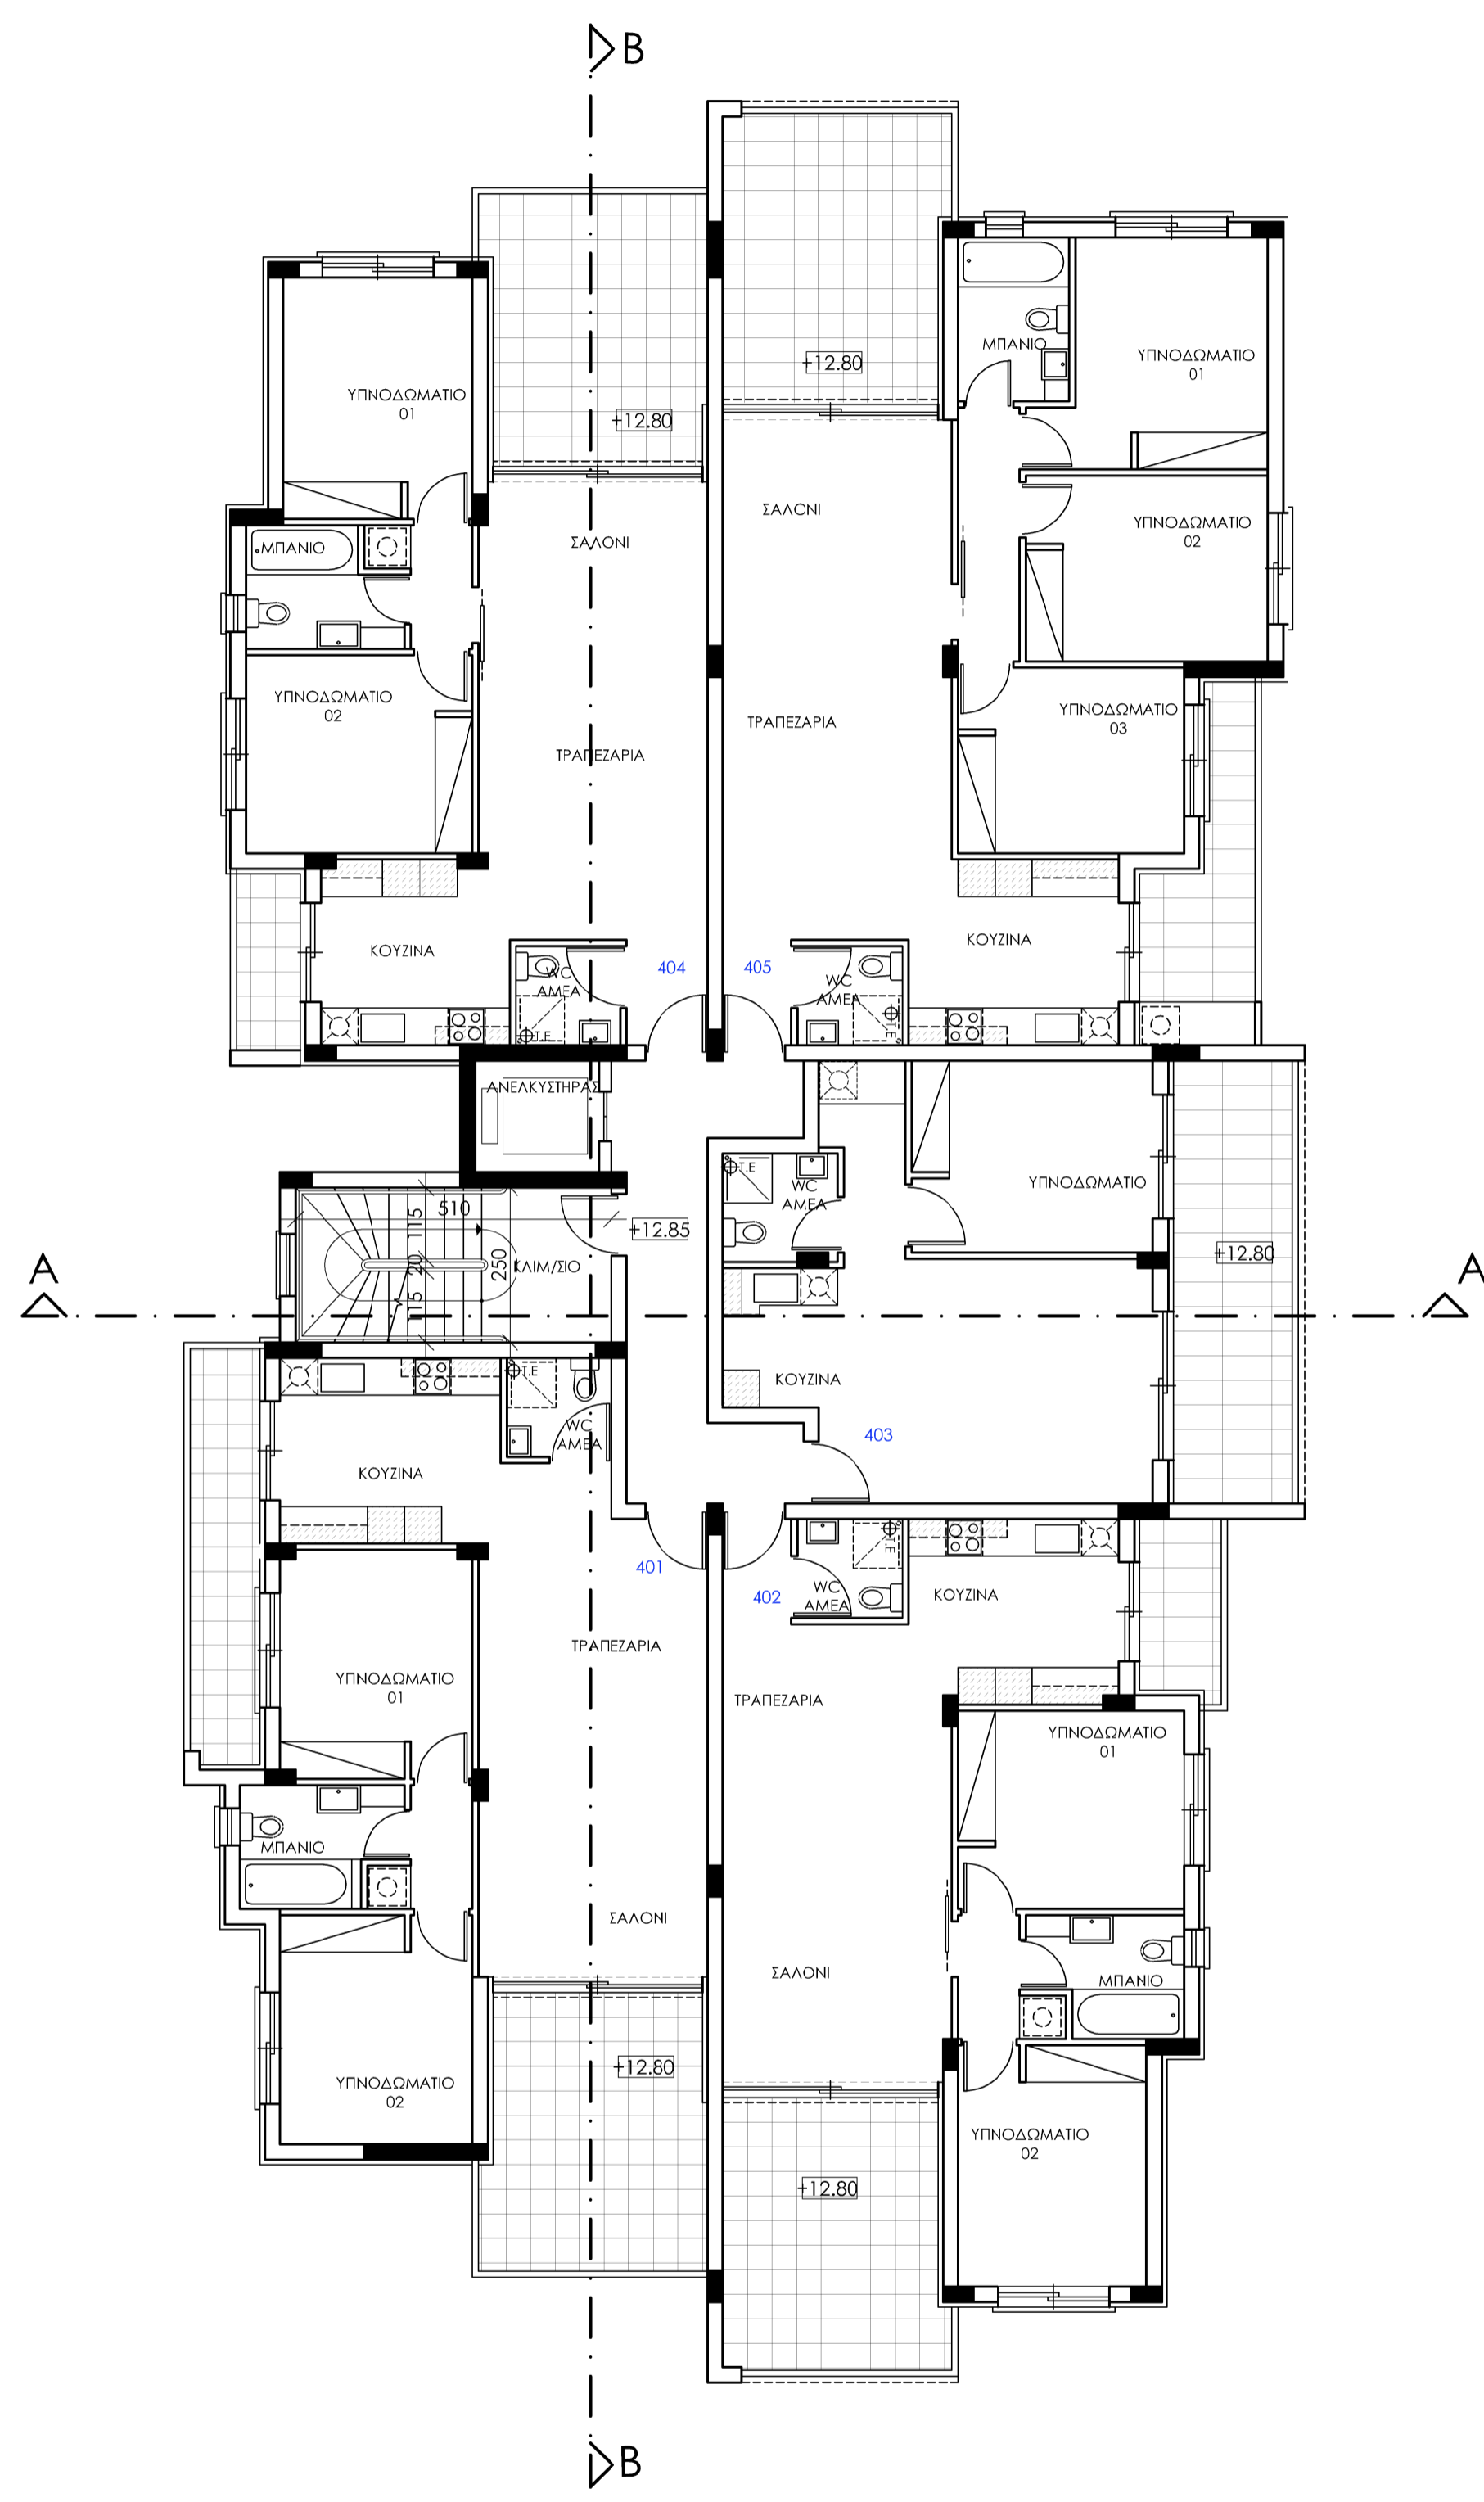 B
+12.80
ΜΠΑΝΙΟ
ΥΠΝΟΔΩΜΑΤΙΟ
01
ΥΠΝΟΔΩΜΑΤΙΟ
01
+12.80
ΣΑΛΟΝΙ
ΥΠΝΟΔΩΜΑΤΙΟ
02
ΣΑΛΟΝΙ
ΜΠΑΝΙΟ
ΥΠΝΟΔΩΜΑΤΙΟ
02
ΥΠΝΟΔΩΜΑΤΙΟ
03
ΤΡΑΠΕΖΑΡΙΑ
ΤΡΑΠΕΖΑΡΙΑ
ΚΟΥΖΙΝΑ
ΚΟΥΖΙΝΑ
404
405
WC
ΑΜΕΑ
WC
ΑΜΕΑ
T.E
T.E
ΑΝΕΛΚΥΣΤΗΡΑΣ
T.E
WC
ΑΜΕΑ
ΥΠΝΟΔΩΜΑΤΙΟ
510
115
20
115
250
+12.85
ΚΛΙΜ/ΣΙΟ
+12.80
A
A
T.E
ΚΟΥΖΙΝΑ
WC
ΑΜΕΑ
403
ΚΟΥΖΙΝΑ
T.E
401
402
WC
ΑΜΕΑ
ΚΟΥΖΙΝΑ
ΤΡΑΠΕΖΑΡΙΑ
ΥΠΝΟΔΩΜΑΤΙΟ
01
ΤΡΑΠΕΖΑΡΙΑ
ΥΠΝΟΔΩΜΑΤΙΟ
01
ΜΠΑΝΙΟ
ΣΑΛΟΝΙ
ΣΑΛΟΝΙ
ΜΠΑΝΙΟ
+12.80
ΥΠΝΟΔΩΜΑΤΙΟ
02
ΥΠΝΟΔΩΜΑΤΙΟ
02
+12.80
B